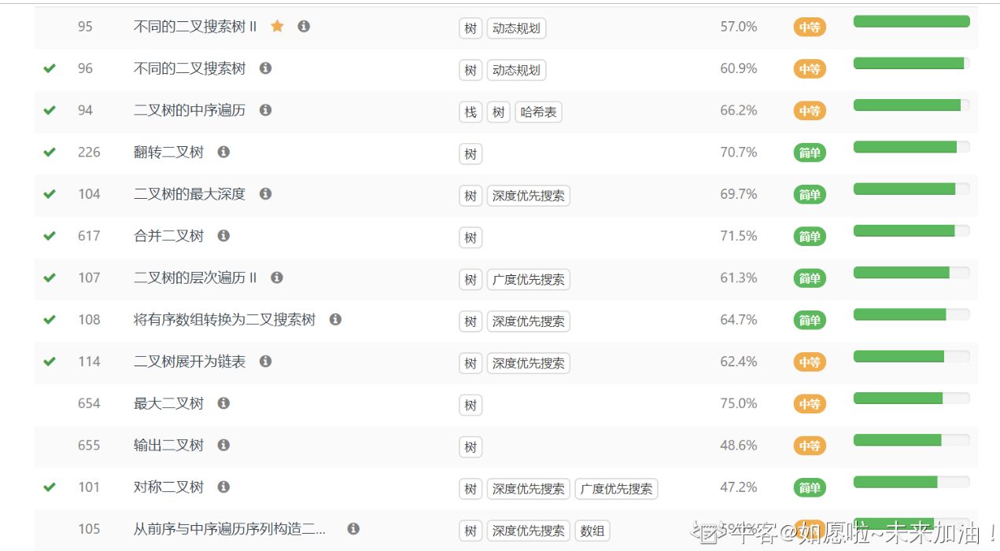 95 不同的二叉搜索树 II 树 动态规划 57.0% 中等
96 不同的二叉搜索树 树 动态规划 60.9% 中等
94 二叉树的中序遍历 栈 树 哈希表 66.2% 中等
226 翻转二叉树 树 70.7% 简单
104 二叉树的最大深度 树 深度优先搜索 69.7% 简单
617 合并二叉树 树 71.5% 简单
107 二叉树的层次遍历 II 树 广度优先搜索 61.3% 简单
108 将有序数组转换为二叉搜索树 树 深度优先搜索 64.7% 简单
114 二叉树展开为链表 树 深度优先搜索 62.4% 中等
654 最大二叉树 树 75.0% 中等
655 输出二叉树 树 48.6% 中等
101 对称二叉树 树 深度优先搜索 广度优先搜索 47.2% 简单
105 从前序与中序遍历序列构造二... 树 深度优先搜索 数组
牛客@如愿啦~未来加油！